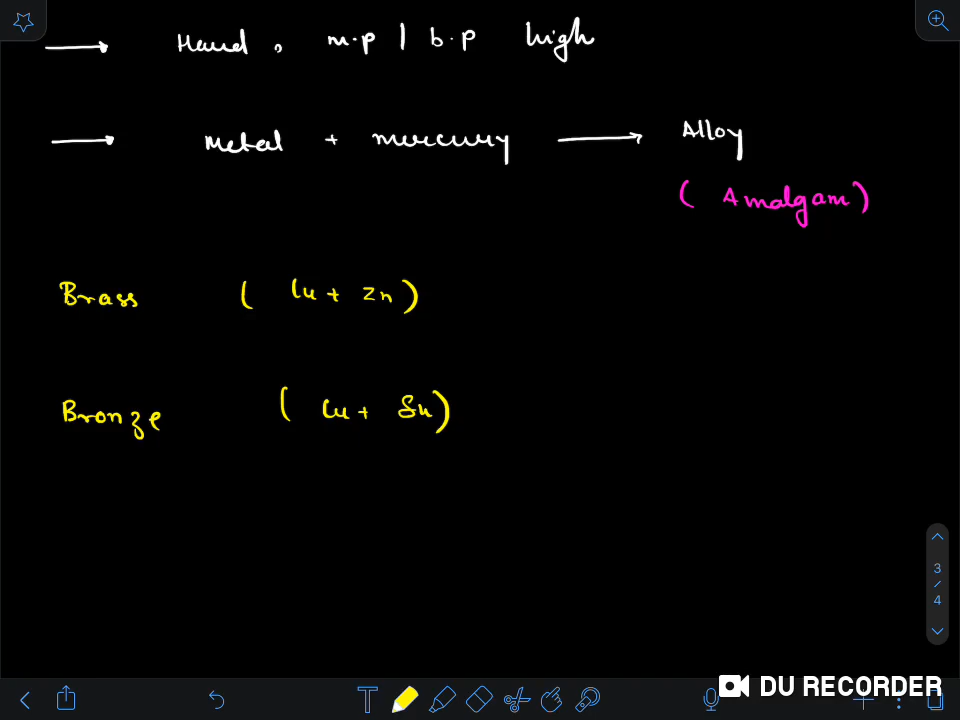 → Hard, m.p | b.p high
→ Metal + mercury → Alloy
( Amalgam )
Brass ( Cu + Zn )
Bronze ( Cu + Sn )
3
/
4
T
DU RECORDER